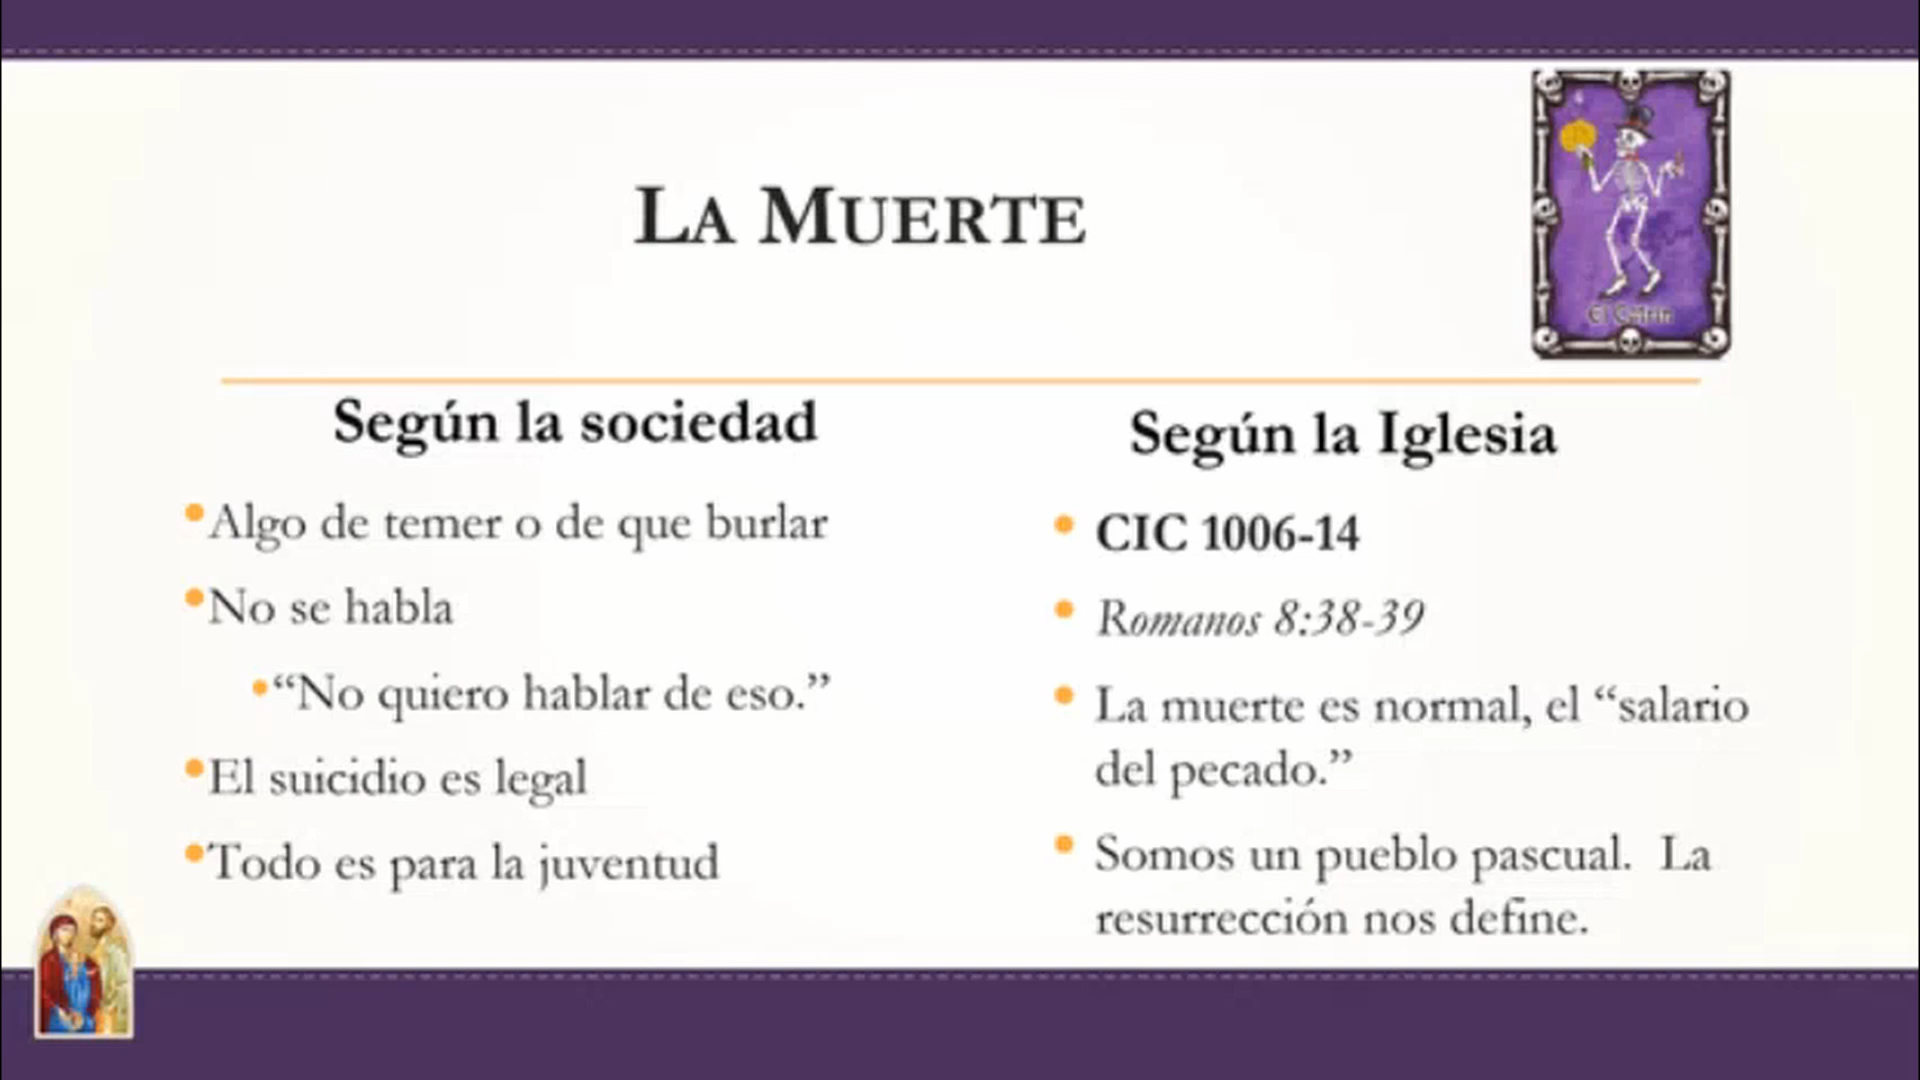 LA MUERTE
Según la sociedad
•Algo de temer o de que burlar
•No se habla
•“No quiero hablar de eso.”
•El suicidio es legal
•Todo es para la juventud
Según la Iglesia
• CIC 1006-14
• Romanos 8:38-39
• La muerte es normal, el “salario
del pecado.”
• Somos un pueblo pascual.  La
resurrección nos define.